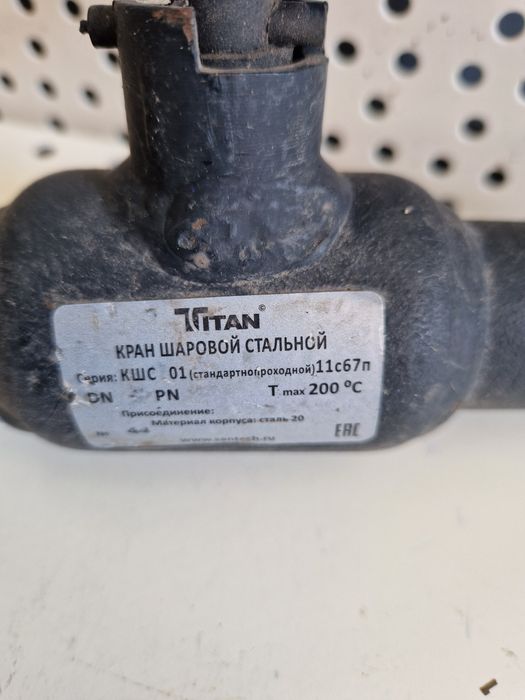 TITAN©
КРАН ШАРОВОЙ СТАЛЬНОЙ
Серия: КШС 01 (стандартнопроходной) 11с67п
DN PN T max 200 °C
Присоединение:
Материал корпуса: сталь 20
№
EAC